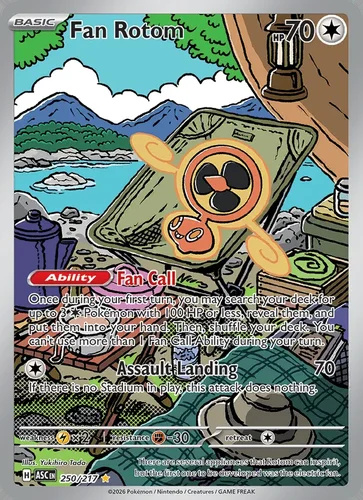 BASIC
Fan Rotom
HP 70
Ability Fan Call
Once during your first turn, you may search your deck for
up to 3 Pokémon with 100 HP or less, reveal them, and
put them into your hand. Then, shuffle your deck. You
can't use more than 1 Fan Call Ability during your turn.
Assault Landing 70
If there is no Stadium in play, this attack does nothing.
weakness ×2 resistance -30 retreat
Illus. Yukihiro Tada
H ASC EN 250/217
There are several appliances that Rotom can inspirit,
but the first one to be developed was the electric fan.
©2026 Pokémon / Nintendo / Creatures / GAME FREAK